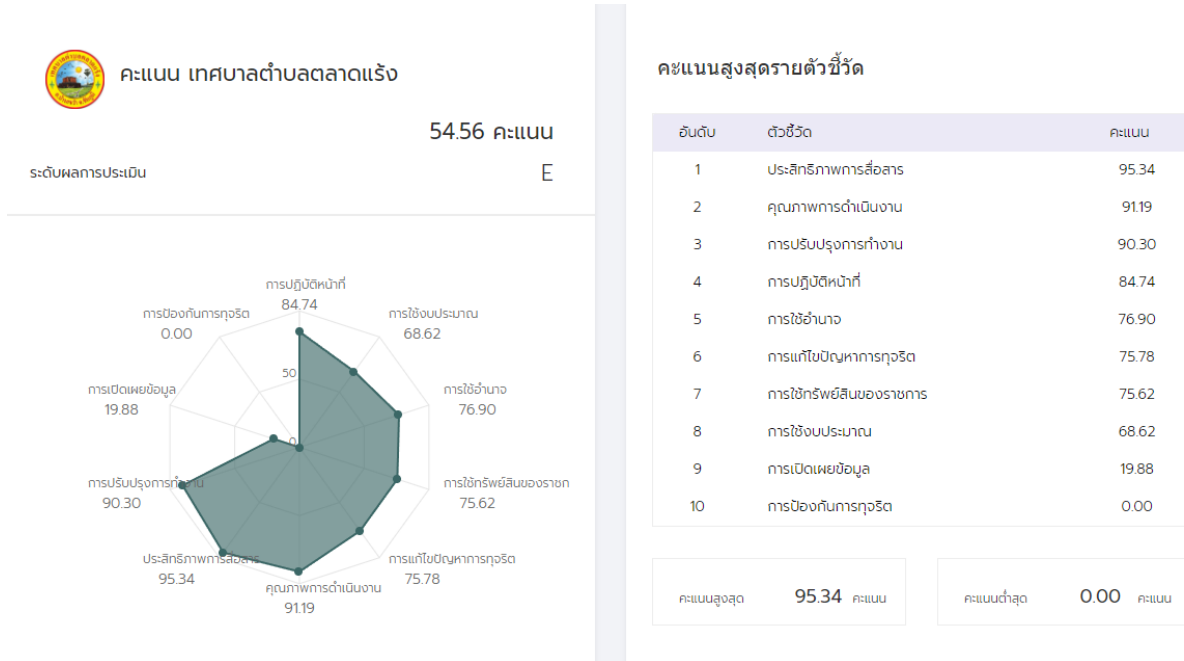 คะแนน เทศบาลตำบลตลาดแร้ง
54.56 คะแนน
ระดับผลการประเมิน E
การปฏิบัติหน้าที่
84.74
การป้องกันการทุจริต
0.00
การใช้งบประมาณ
68.62
50
การเปิดเผยข้อมูล
19.88
การใช้อำนาจ
76.90
0
การปรับปรุงการทำงาน
90.30
การใช้ทรัพย์สินของราชก
75.62
ประสิทธิภาพการสื่อสาร
95.34
การแก้ไขปัญหาการทุจริต
75.78
คุณภาพการดำเนินงาน
91.19
คะแนนสูงสุดรายตัวชี้วัด
อันดับ ตัวชี้วัด คะแนน
1 ประสิทธิภาพการสื่อสาร 95.34
2 คุณภาพการดำเนินงาน 91.19
3 การปรับปรุงการทำงาน 90.30
4 การปฏิบัติหน้าที่ 84.74
5 การใช้อำนาจ 76.90
6 การแก้ไขปัญหาการทุจริต 75.78
7 การใช้ทรัพย์สินของราชการ 75.62
8 การใช้งบประมาณ 68.62
9 การเปิดเผยข้อมูล 19.88
10 การป้องกันการทุจริต 0.00
คะแนนสูงสุด 95.34 คะแนน
คะแนนต่ำสุด 0.00 คะแนน